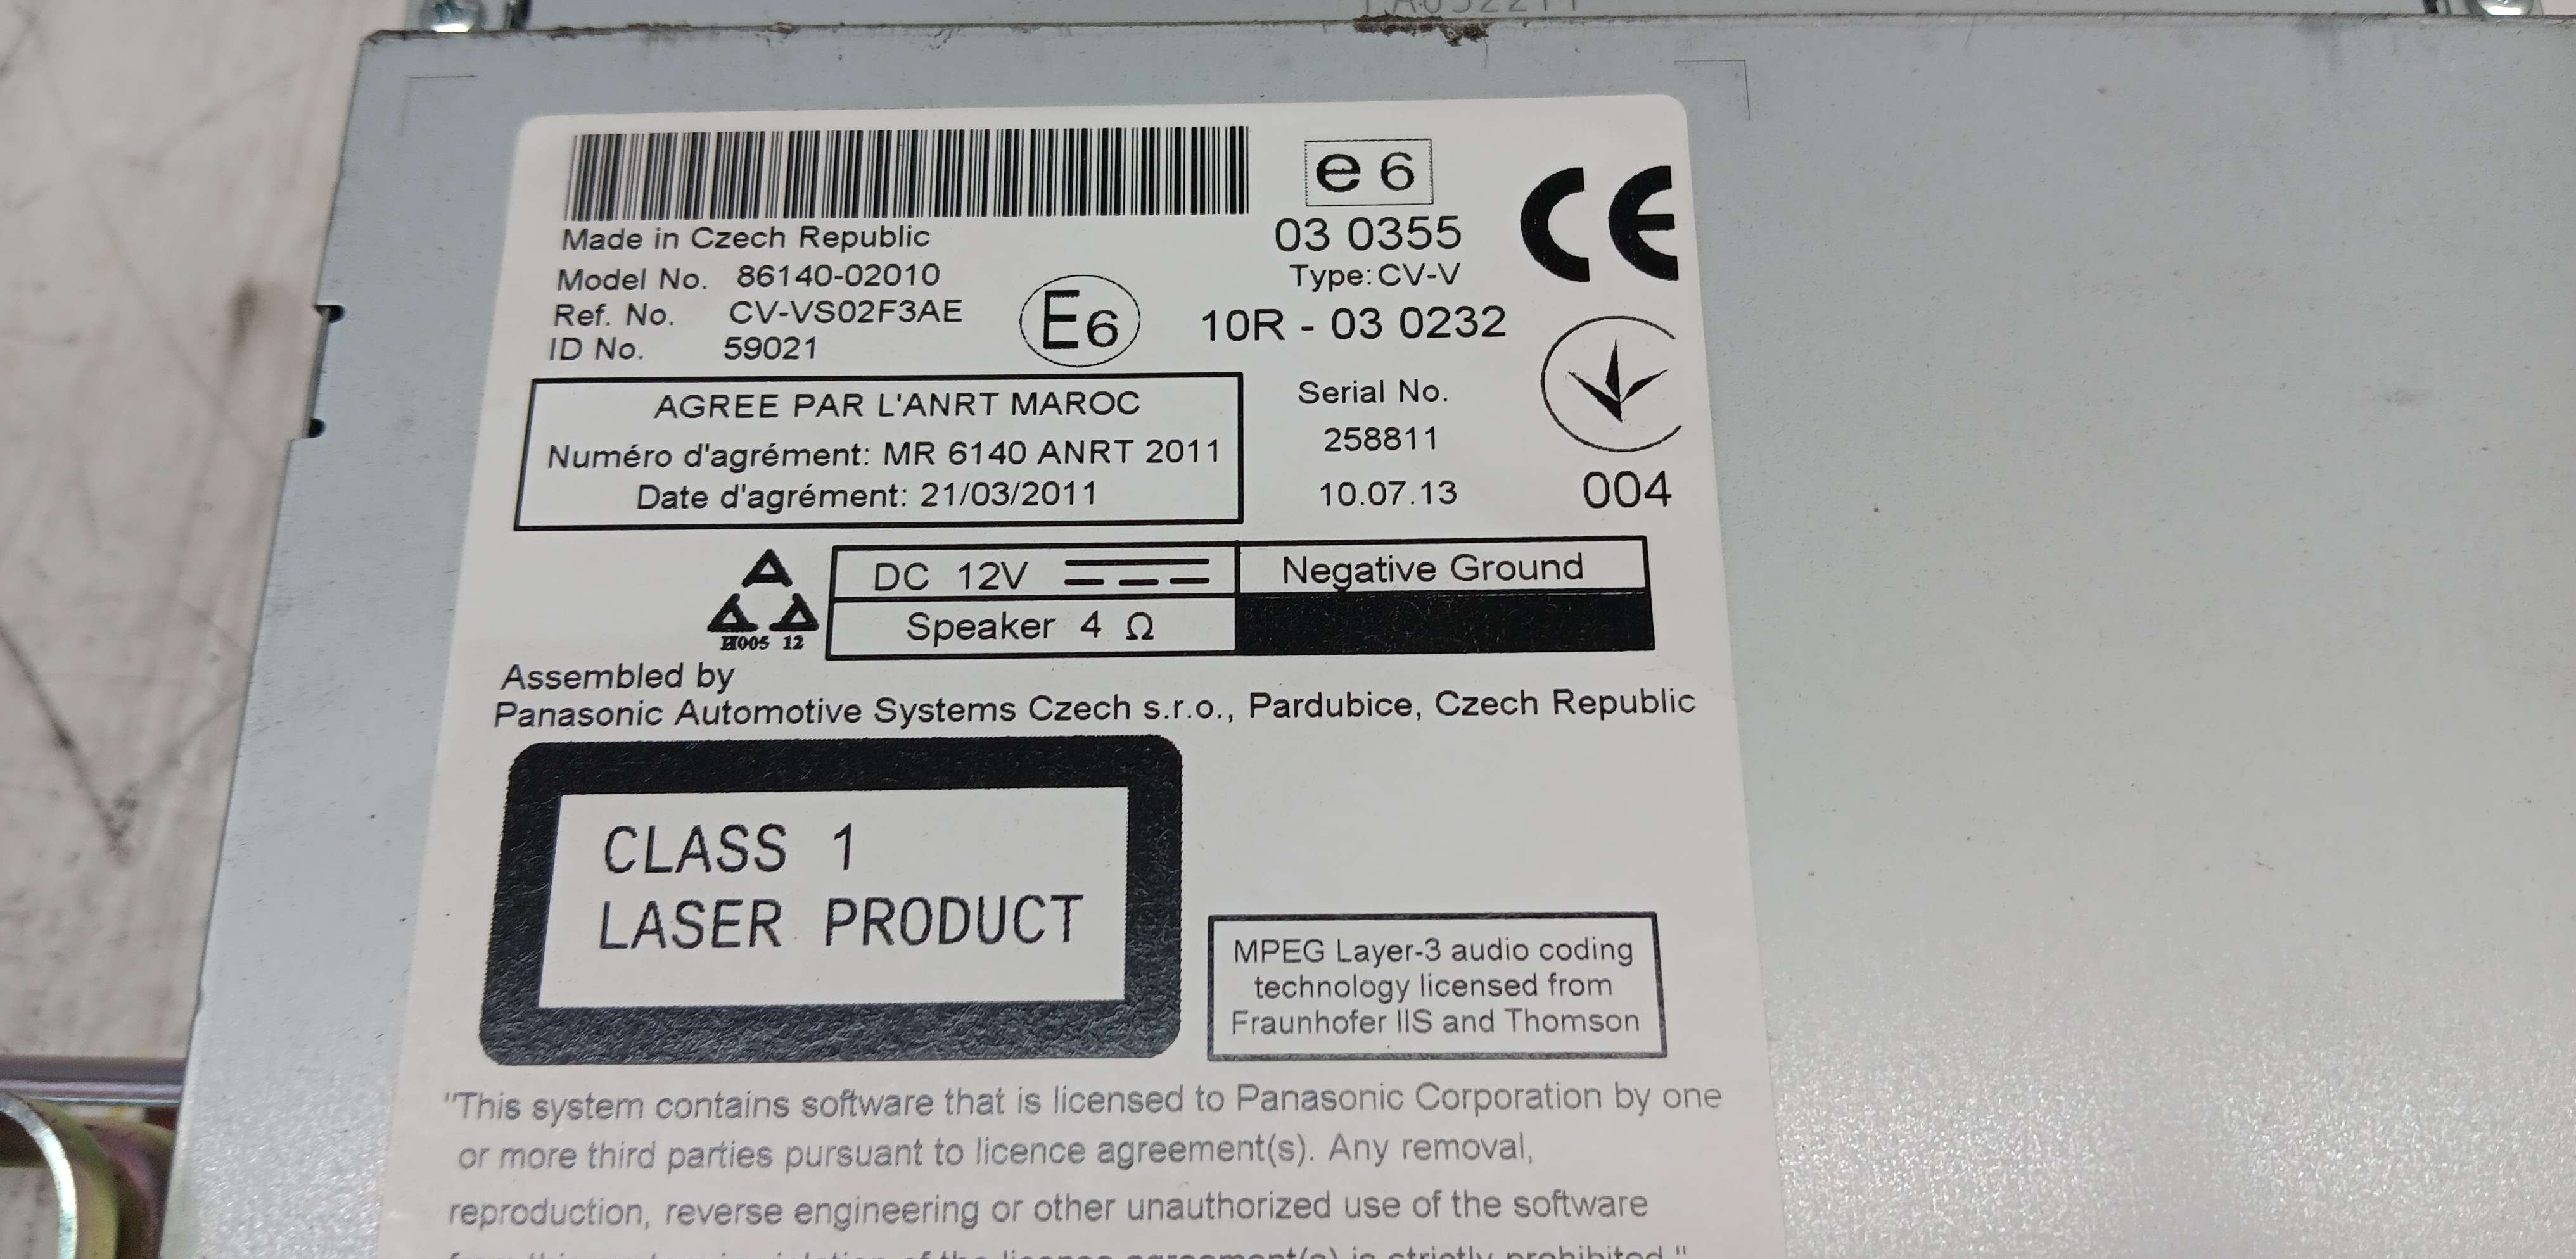 e 6
CE
Made in Czech Republic
03 0355
Model No. 86140-02010
Type:CV-V
Ref. No. CV-VS02F3AE
E6
10R - 03 0232
ID No. 59021
AGREE PAR L'ANRT MAROC
Numéro d'agrément: MR 6140 ANRT 2011
Date d'agrément: 21/03/2011
Serial No.
258811
10.07.13
004
DC 12V
Negative Ground
Speaker 4 Ω
H005 12
Assembled by
Panasonic Automotive Systems Czech s.r.o., Pardubice, Czech Republic
CLASS 1
LASER PRODUCT
MPEG Layer-3 audio coding
technology licensed from
Fraunhofer IIS and Thomson
"This system contains software that is licensed to Panasonic Corporation by one
or more third parties pursuant to licence agreement(s). Any removal,
reproduction, reverse engineering or other unauthorized use of the software
is strictly prohibited."